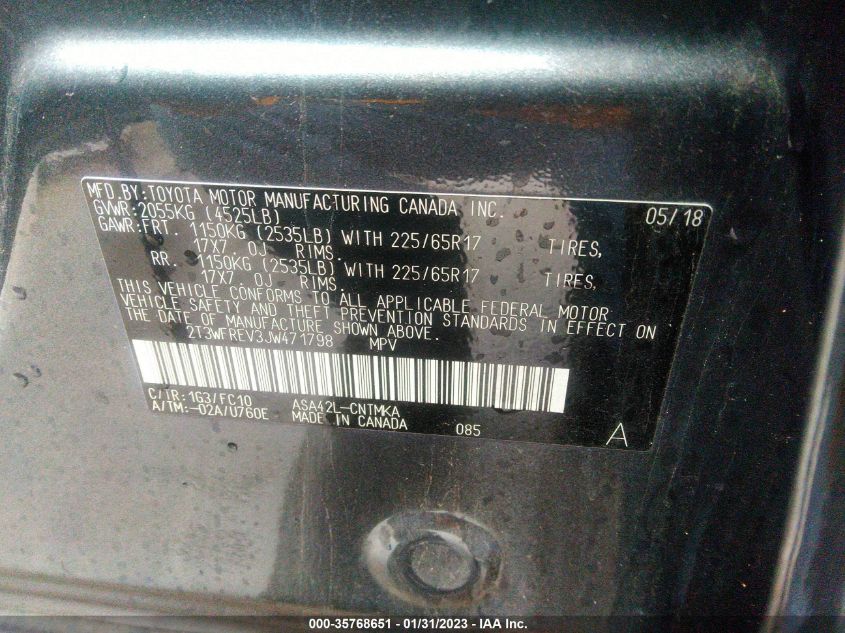 MFD.BY:TOYOTA MOTOR MANUFACTURING CANADA INC. 05/18
GVWR:2055KG (4525LB)
GAWR:FRT. 1150KG (2535LB) WITH 225/65R17 TIRES,
17X7 0J RIMS.
RR. 1150KG (2535LB) WITH 225/65R17 TIRES,
17X7 0J RIMS.
THIS VEHICLE CONFORMS TO ALL APPLICABLE FEDERAL MOTOR
VEHICLE SAFETY AND THEFT PREVENTION STANDARDS IN EFFECT ON
THE DATE OF MANUFACTURE SHOWN ABOVE.
2T3WFREV3JW471798 MPV
C/TR:1G3/FC10 ASA42L-CNTMKA
A/TM:-02A/U760E MADE IN CANADA 085 A
000-35768651 - 01/31/2023 - IAA Inc.